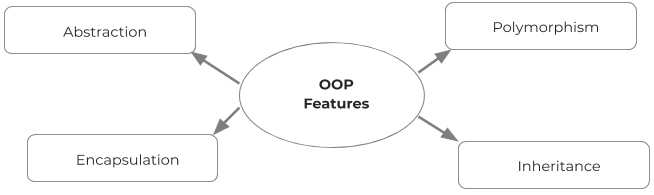 Abstraction
Polymorphism
OOP
Features
Encapsulation
Inheritance